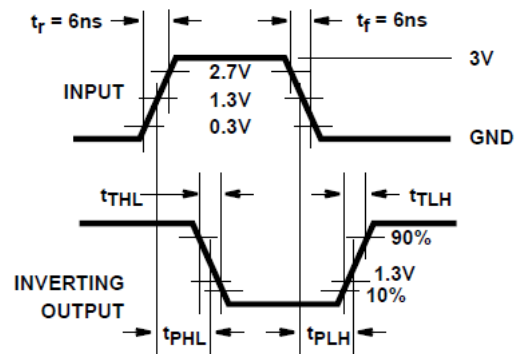 tr = 6ns
tf = 6ns
3V
INPUT
2.7V
1.3V
0.3V
GND
tTHL
tTLH
90%
1.3V
10%
INVERTING
OUTPUT
tPHL
tPLH